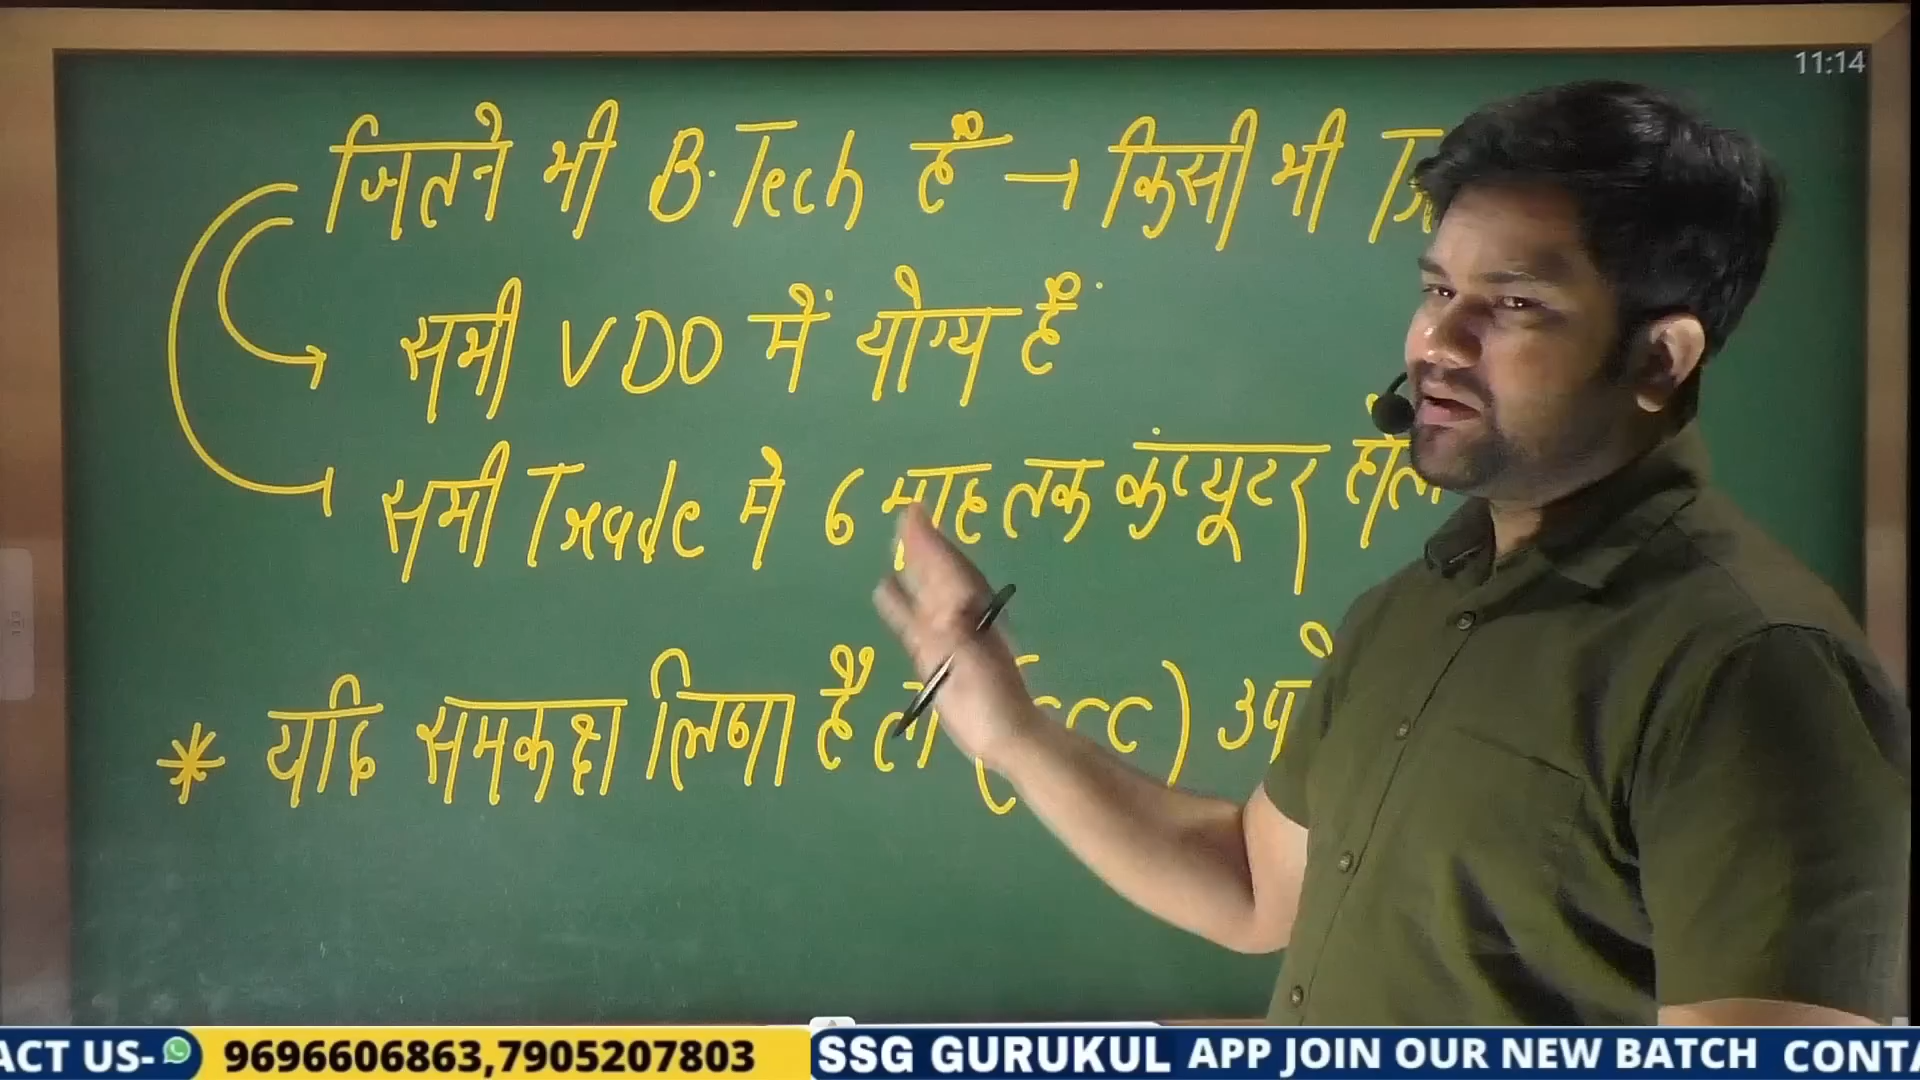 11:14
जितने भी B.Tech हैं → किसी भी
सभी VDO में योग्य हैं
सभी Trade में 6 माह तक कंप्यूटर
* यदि समकक्ष लिखा है तो ( CCC )
ACT US- 9696606863,7905207803 SSG GURUKUL APP JOIN OUR NEW BATCH CONTA